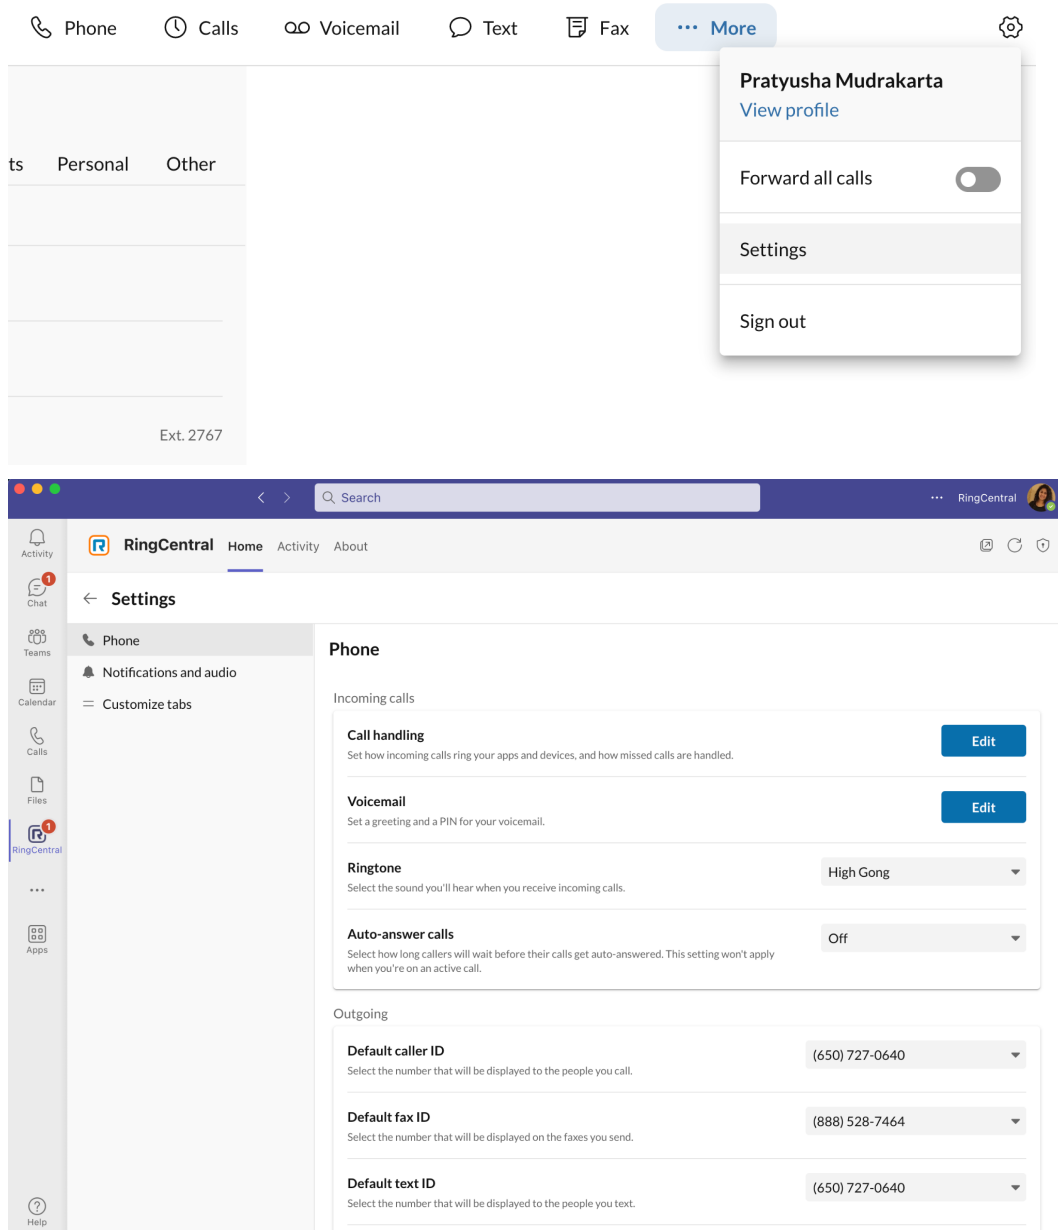 Phone Calls Voicemail Text Fax ··· More
Pratyusha Mudrakarta
View profile
ts Personal Other
Forward all calls
Settings
Sign out
Ext. 2767
Search
··· RingCentral
Activity
RingCentral Home Activity About
1
Chat
Settings
Teams
Calendar
Calls
Files
1
RingCentral
···
Apps
Help
Phone
Notifications and audio
Customize tabs
Phone
Incoming calls
Call handling
Set how incoming calls ring your apps and devices, and how missed calls are handled.
Edit
Voicemail
Set a greeting and a PIN for your voicemail.
Edit
Ringtone
Select the sound you'll hear when you receive incoming calls.
High Gong
Auto-answer calls
Select how long callers will wait before their calls get auto-answered. This setting won't apply
when you're on an active call.
Off
Outgoing
Default caller ID
Select the number that will be displayed to the people you call.
(650) 727-0640
Default fax ID
Select the number that will be displayed on the faxes you send.
(888) 528-7464
Default text ID
Select the number that will be displayed to the people you text.
(650) 727-0640